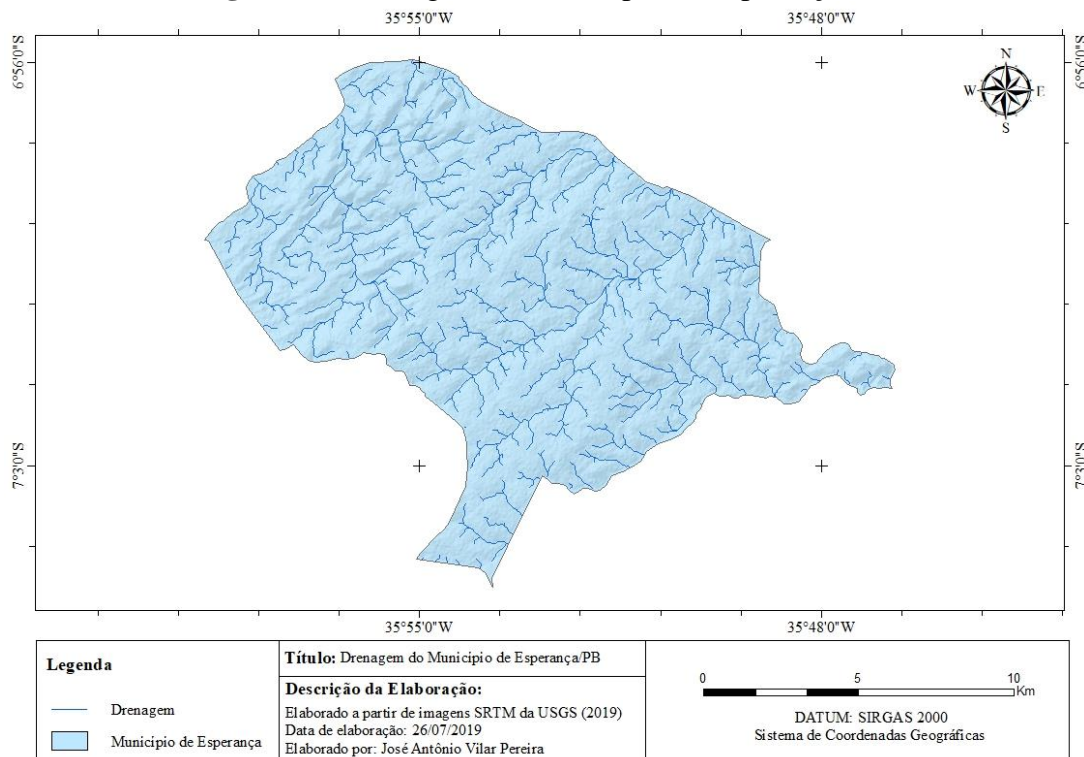 35°55'0"W 35°48'0"W
6°56'0"S 6°56'0"S
N
W E
S
7°3'0"S 7°3'0"S
35°55'0"W 35°48'0"W
Legenda
Drenagem
Município de Esperança
Título: Drenagem do Município de Esperança/PB
Descrição da Elaboração:
Elaborado a partir de imagens SRTM da USGS (2019)
Data de elaboração: 26/07/2019
Elaborado por: José Antônio Vilar Pereira
0 5 10
Km
DATUM: SIRGAS 2000
Sistema de Coordenadas Geográficas